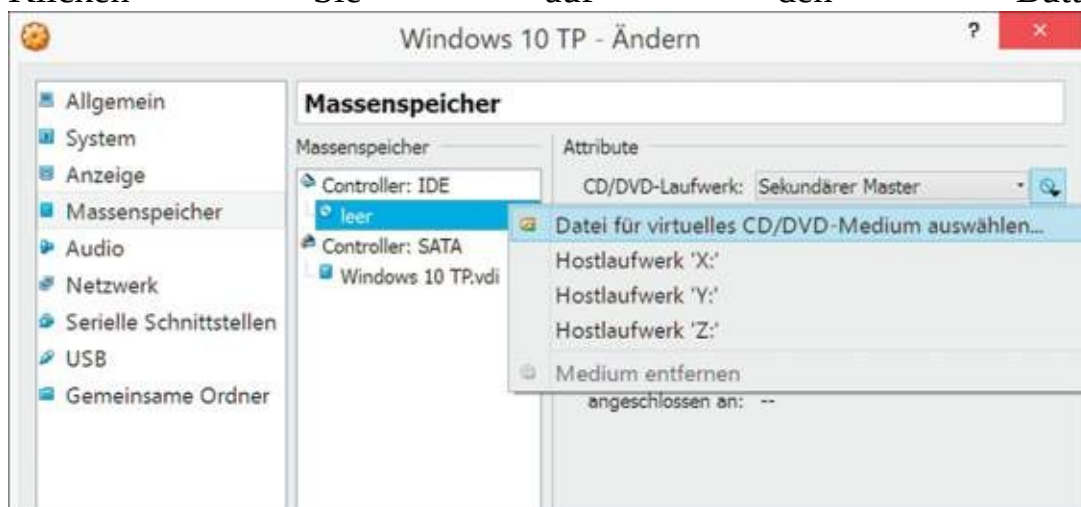 Windows 10 TP - Ändern
?
Allgemein
System
Anzeige
Massenspeicher
Audio
Netzwerk
Serielle Schnittstellen
USB
Gemeinsame Ordner
Massenspeicher
Massenspeicher
Controller: IDE
leer
Controller: SATA
Windows 10 TP.vdi
Attribute
CD/DVD-Laufwerk: Sekundärer Master
Datei für virtuelles CD/DVD-Medium auswählen...
Hostlaufwerk 'X:'
Hostlaufwerk 'Y:'
Hostlaufwerk 'Z:'
Medium entfernen
angeschlossen an: --